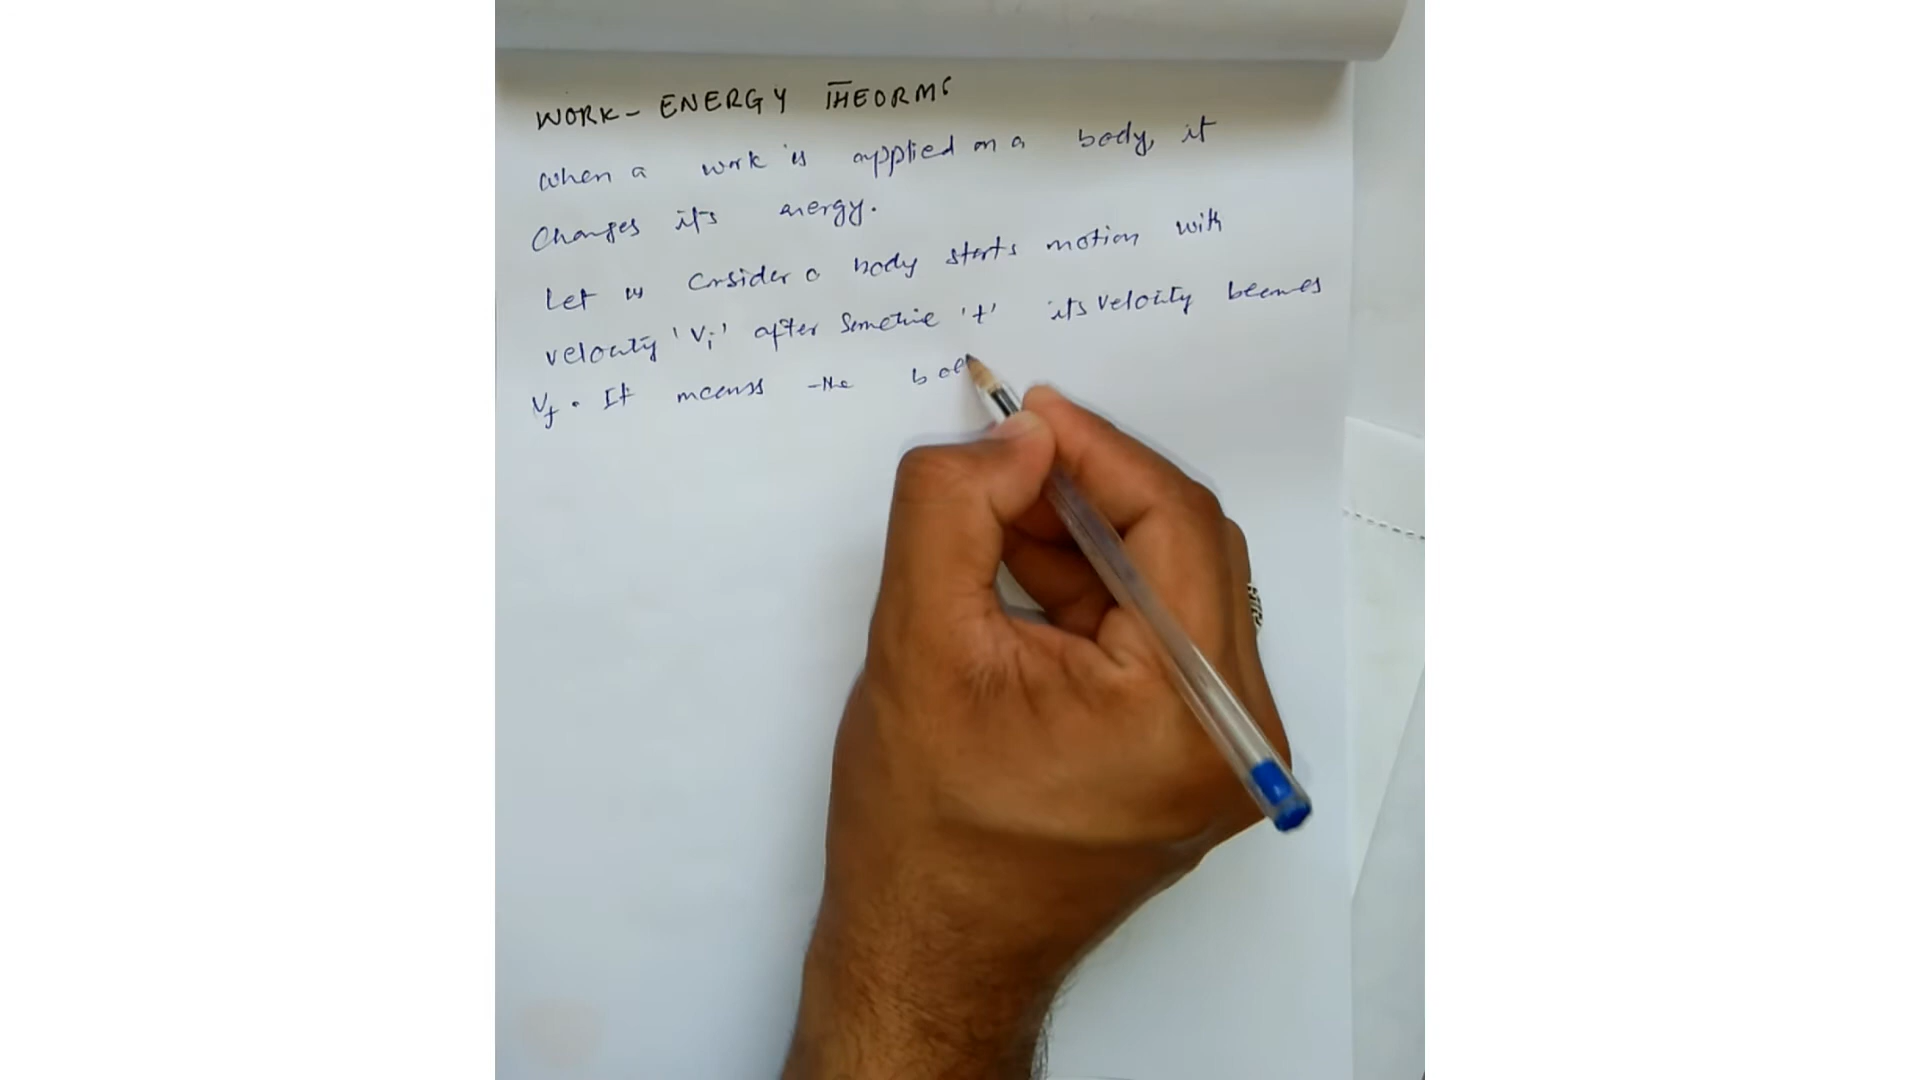 WORK - ENERGY THEORMS
when a work is applied on a body, it
Changes it's energy.
Let us Consider a body starts motion with
velocity 'Vi' after sometime 't' its velocity becomes
Vf. It means the